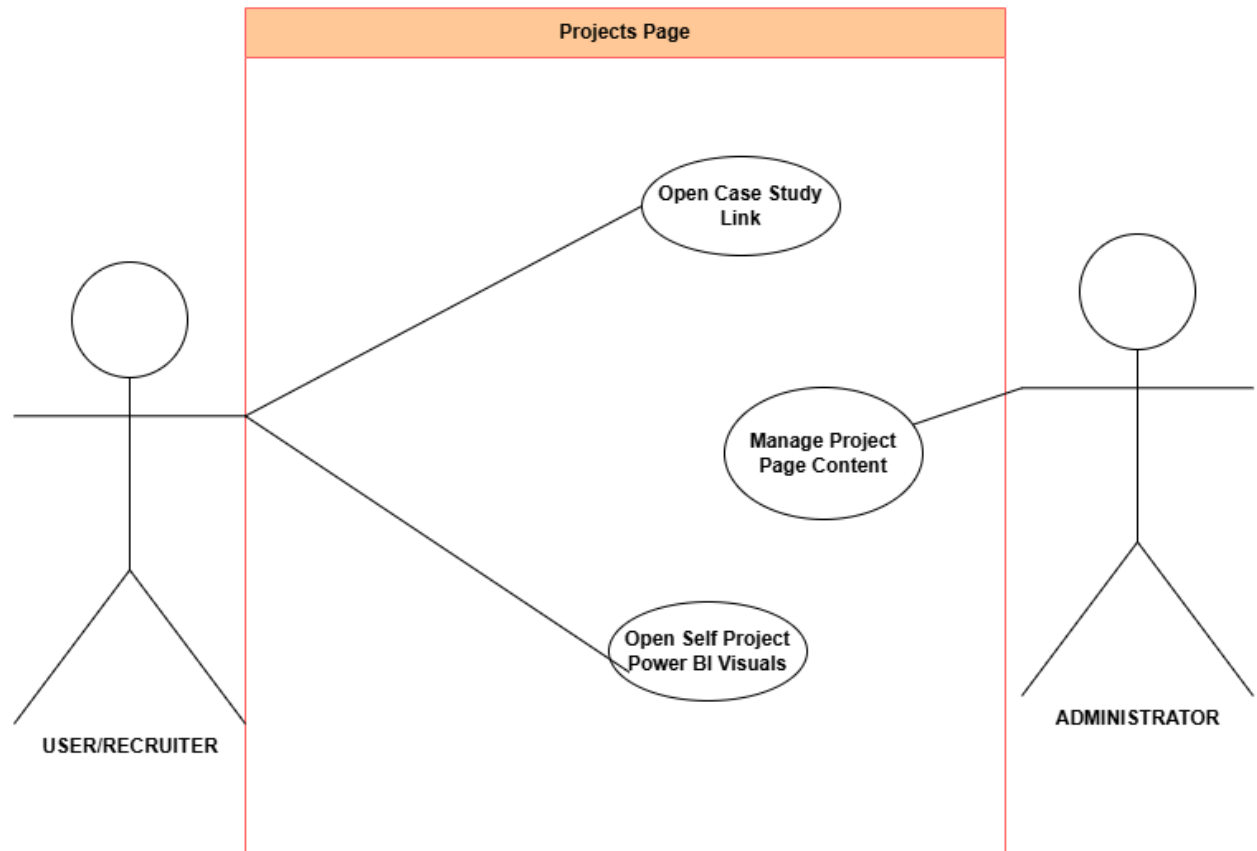 Projects Page
Open Case Study
Link
Manage Project
Page Content
Open Self Project
Power BI Visuals
USER/RECRUITER
ADMINISTRATOR